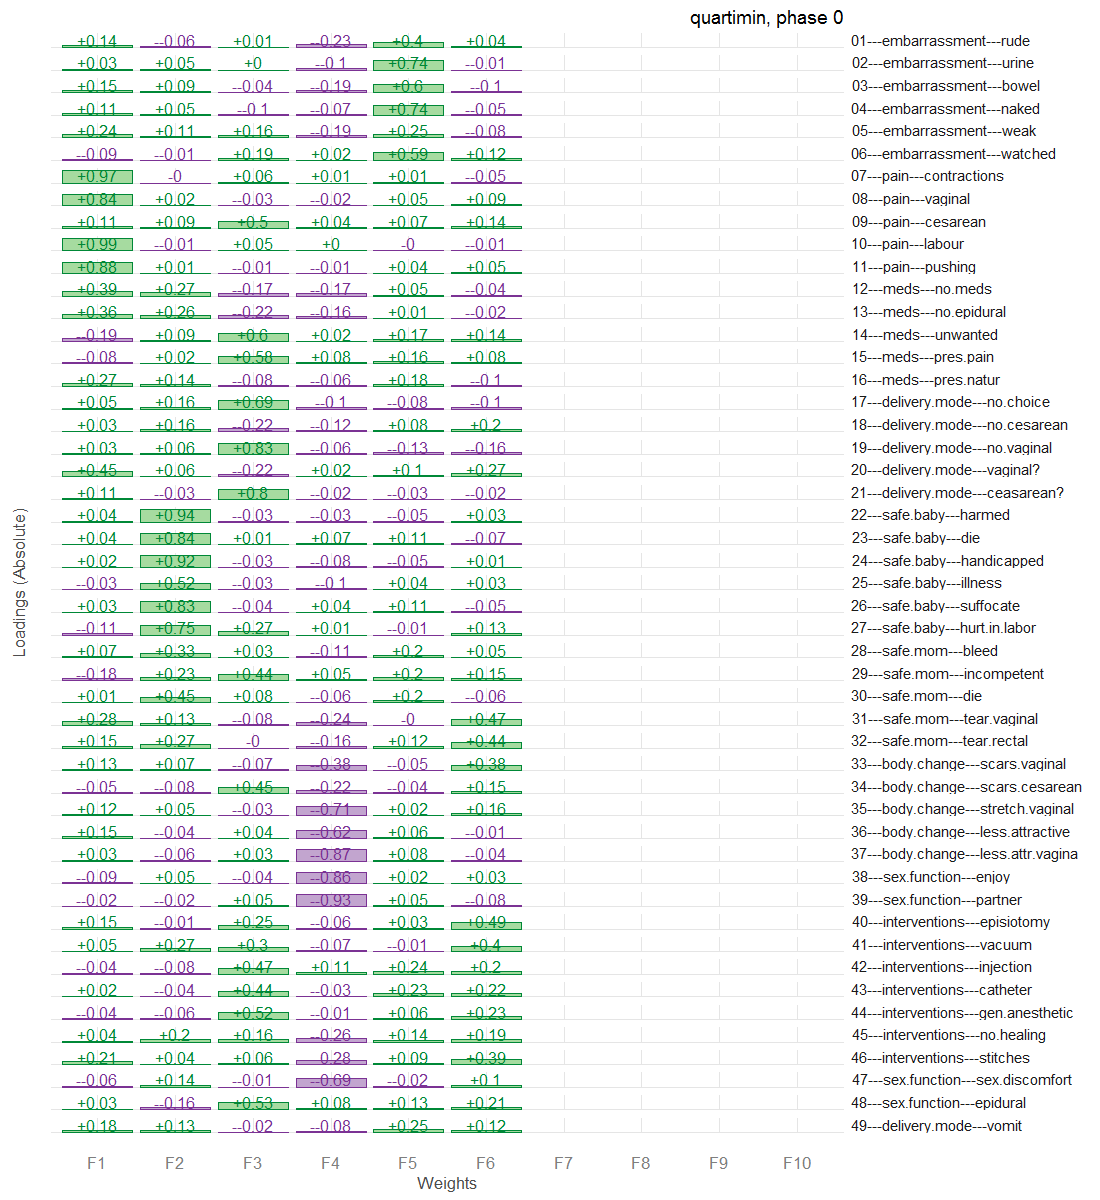 quartimin, phase 0
+0.14 --0.06 +0.01 --0.23 +0.4 +0.04 01---embarrassment---rude
+0.03 +0.05 +0 --0.1 +0.74 --0.01 02---embarrassment---urine
+0.15 +0.09 --0.04 --0.19 +0.6 --0.1 03---embarrassment---bowel
+0.11 +0.05 --0.1 --0.07 +0.74 --0.05 04---embarrassment---naked
+0.24 +0.11 +0.16 --0.19 +0.25 --0.08 05---embarrassment---weak
--0.09 --0.01 +0.19 +0.02 +0.59 +0.12 06---embarrassment---watched
+0.97 -0 +0.06 +0.01 +0.01 --0.05 07---pain---contractions
+0.84 +0.02 --0.03 --0.02 +0.05 +0.09 08---pain---vaginal
+0.11 +0.09 +0.5 +0.04 +0.07 +0.14 09---pain---cesarean
+0.99 --0.01 +0.05 +0 -0 --0.01 10---pain---labour
+0.88 +0.01 --0.01 --0.01 +0.04 +0.05 11---pain---pushing
+0.39 +0.27 --0.17 --0.17 +0.05 --0.04 12---meds---no.meds
+0.36 +0.26 --0.22 --0.16 +0.01 --0.02 13---meds---no.epidural
--0.19 +0.09 +0.6 +0.02 +0.17 +0.14 14---meds---unwanted
--0.08 +0.02 +0.58 +0.08 +0.16 +0.08 15---meds---pres.pain
+0.27 +0.14 --0.08 --0.06 +0.18 --0.1 16---meds---pres.natur
+0.05 +0.16 +0.69 --0.1 --0.08 --0.1 17---delivery.mode---no.choice
+0.03 +0.16 --0.22 --0.12 +0.08 +0.2 18---delivery.mode---no.cesarean
+0.03 +0.06 +0.83 --0.06 --0.13 --0.16 19---delivery.mode---no.vaginal
+0.45 +0.06 --0.22 +0.02 +0.1 +0.27 20---delivery.mode---vaginal?
+0.11 --0.03 +0.8 --0.02 --0.03 --0.02 21---delivery.mode---ceasarean?
+0.04 +0.94 --0.03 --0.03 --0.05 +0.03 22---safe.baby---harmed
+0.04 +0.84 +0.01 +0.07 +0.11 --0.07 23---safe.baby---die
+0.02 +0.92 --0.04 --0.08 --0.05 +0.01 24---safe.baby---handicapped
--0.03 +0.52 --0.03 --0.1 +0.04 +0.03 25---safe.baby---illness
+0.03 +0.83 --0.04 +0.04 +0.11 --0.05 26---safe.baby---suffocate
--0.11 +0.75 +0.27 +0.01 --0.01 +0.13 27---safe.baby---hurt.in.labor
+0.07 +0.33 +0.03 --0.11 +0.2 +0.05 28---safe.mom---bleed
--0.18 +0.23 +0.44 +0.05 +0.2 +0.15 29---safe.mom---incompetent
+0.01 +0.45 +0.08 --0.06 +0.2 --0.06 30---safe.mom---die
+0.28 +0.13 --0.08 --0.24 -0 +0.47 31---safe.mom---tear.vaginal
+0.15 +0.27 -0 --0.16 +0.12 +0.44 32---safe.mom---tear.rectal
+0.13 +0.07 --0.07 --0.38 --0.05 +0.38 33---body.change---scars.vaginal
--0.05 --0.08 +0.45 --0.22 --0.04 +0.15 34---body.change---scars.cesarean
+0.12 +0.05 --0.03 --0.71 +0.02 +0.16 35---body.change---stretch.vaginal
+0.15 --0.04 +0.04 --0.62 +0.06 --0.01 36---body.change---less.attractive
+0.03 --0.06 +0.03 --0.87 +0.08 --0.04 37---body.change---less.attr.vagina
--0.09 +0.05 --0.04 --0.86 +0.02 +0.03 38---sex.function---enjoy
--0.02 --0.02 +0.05 --0.93 +0.05 --0.08 39---sex.function---partner
+0.15 --0.01 +0.25 --0.06 +0.03 +0.49 40---interventions---episiotomy
+0.05 +0.27 +0.3 --0.07 --0.01 +0.4 41---interventions---vacuum
--0.04 --0.08 +0.47 +0.11 +0.24 +0.2 42---interventions---injection
+0.02 --0.04 +0.44 --0.03 +0.23 +0.22 43---interventions---catheter
--0.04 --0.06 +0.52 --0.01 +0.06 +0.23 44---interventions---gen.anesthetic
+0.04 +0.2 +0.16 --0.26 +0.14 +0.19 45---interventions---no.healing
+0.21 +0.04 +0.06 --0.28 +0.09 +0.39 46---interventions---stitches
--0.06 +0.14 --0.01 --0.69 --0.02 +0.1 47---sex.function---sex.discomfort
+0.03 --0.16 +0.53 +0.08 +0.13 +0.21 48---sex.function---epidural
+0.18 +0.13 --0.02 --0.08 +0.25 +0.12 49---delivery.mode---vomit
F1 F2 F3 F4 F5 F6 F7 F8 F9 F10
Weights
Loadings (Absolute)